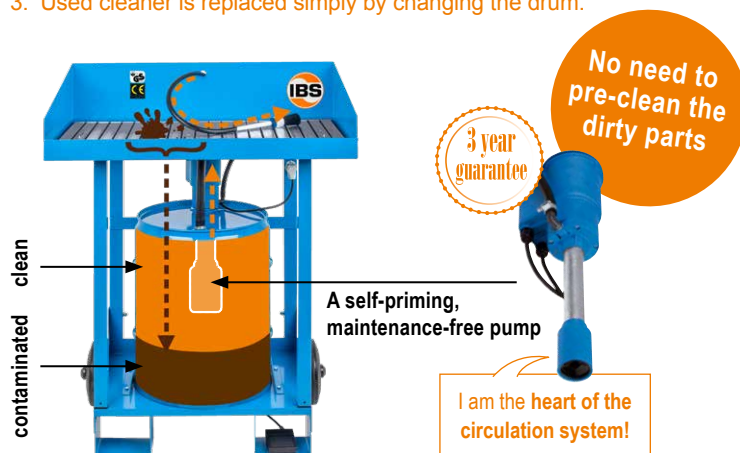 3. Used cleaner is replaced simply by changing the drum.
No need to
pre-clean the
dirty parts
GS
CE
IBS
3 year
guarantee
clean
contaminated
A self-priming,
maintenance-free pump
I am the heart of the
circulation system!